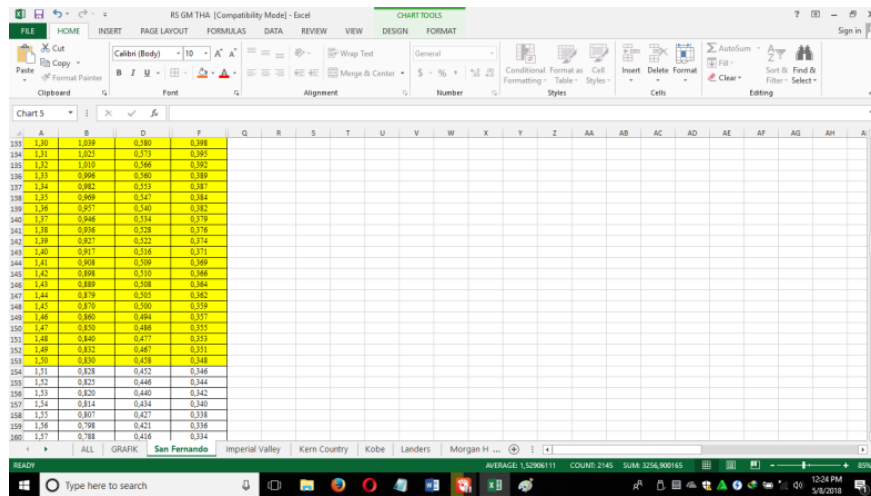 RS GM THA [Compatibility Mode] - Excel
CHART TOOLS
FILE HOME INSERT PAGE LAYOUT FORMULAS DATA REVIEW VIEW DESIGN FORMAT Sign in
Cut
Copy
Format Painter
Paste
Clipboard
Calibri (Body) 10
B I U
Font
Wrap Text
Merge & Center
Alignment
General
$ - % ,
Number
Conditional Formatting
Format as Table
Cell Styles
Styles
Insert Delete Format
Cells
AutoSum
Fill
Clear
Sort & Filter
Find & Select
Editing
Chart 5 fx
A B D F Q R S T U V W X Y Z AA AB AC AD AE AF AG AH
133 1,30 1,039 0,580 0,398
134 1,31 1,025 0,573 0,395
135 1,32 1,010 0,566 0,392
136 1,33 0,996 0,560 0,389
137 1,34 0,982 0,553 0,387
138 1,35 0,969 0,547 0,384
139 1,36 0,957 0,540 0,382
140 1,37 0,946 0,534 0,379
141 1,38 0,936 0,528 0,376
142 1,39 0,927 0,522 0,374
143 1,40 0,917 0,516 0,371
144 1,41 0,908 0,509 0,369
145 1,42 0,898 0,510 0,366
146 1,43 0,889 0,508 0,364
147 1,44 0,879 0,505 0,362
148 1,45 0,870 0,500 0,359
149 1,46 0,860 0,494 0,357
150 1,47 0,850 0,486 0,355
151 1,48 0,840 0,477 0,353
152 1,49 0,832 0,467 0,351
153 1,50 0,830 0,458 0,348
154 1,51 0,828 0,452 0,346
155 1,52 0,825 0,446 0,344
156 1,53 0,820 0,440 0,342
157 1,54 0,814 0,434 0,340
158 1,55 0,807 0,427 0,338
159 1,56 0,798 0,421 0,336
160 1,57 0,788 0,416 0,334
ALL GRAFIK San Fernando Imperial Valley Kern Country Kobe Landers Morgan H ...
READY AVERAGE: 1,52906111 COUNT: 2145 SUM: 3256,900165 85%
Type here to search
12:24 PM
5/8/2018